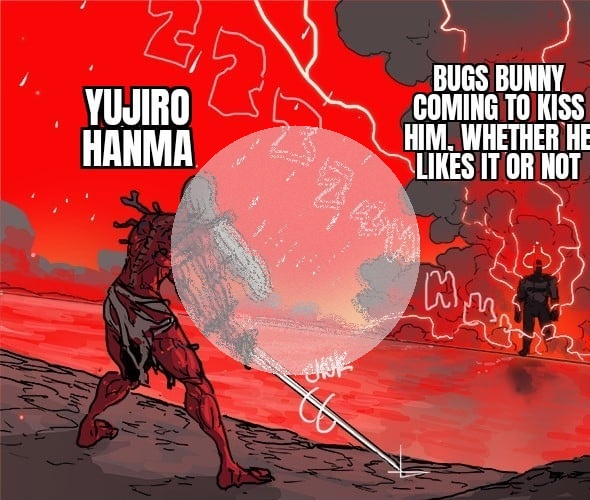 YUJIRO
HANMA
BUGS BUNNY
COMING TO KISS
HIM. WHETHER HE
LIKES IT OR NOT